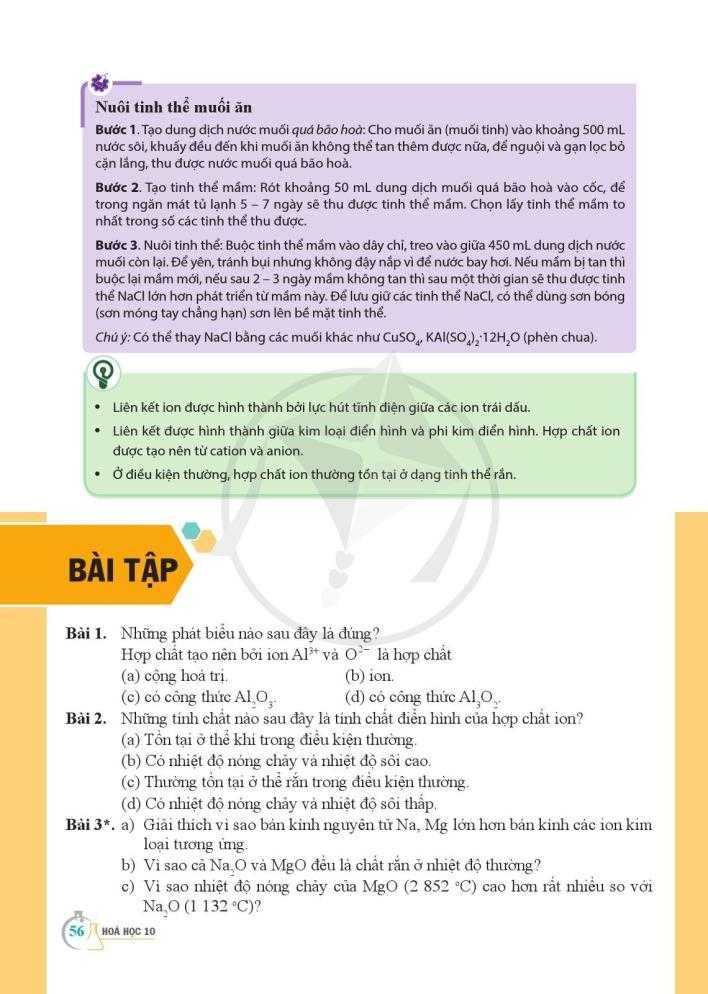 Nuôi tinh thể muối ăn
Bước 1. Tạo dung dịch nước muối quá bão hoà: Cho muối ăn (muối tinh) vào khoảng 500 mL
nước sôi, khuấy đều đến khi muối ăn không thể tan thêm được nữa, để nguội và gạn lọc bỏ
cặn lắng, thu được nước muối quá bão hoà.
Bước 2. Tạo tinh thể mầm: Rót khoảng 50 mL dung dịch muối quá bão hoà vào cốc, để
trong ngăn mát tủ lạnh 5 – 7 ngày sẽ thu được tinh thể mầm. Chọn lấy tinh thể mầm to
nhất trong số các tinh thể thu được.
Bước 3. Nuôi tinh thể: Buộc tinh thể mầm vào dây chỉ, treo vào giữa 450 mL dung dịch nước
muối còn lại. Để yên, tránh bụi nhưng không đậy nắp vì để nước bay hơi. Nếu mầm bị tan thì
buộc lại mầm mới, nếu sau 2 – 3 ngày mầm không tan thì sau một thời gian sẽ thu được tinh
thể NaCl lớn hơn phát triển từ mầm này. Để lưu giữ các tinh thể NaCl, có thể dùng sơn bóng
(sơn móng tay chẳng hạn) sơn lên bề mặt tinh thể.
Chú ý: Có thể thay NaCl bằng các muối khác như CuSO₄, KAl(SO₄)₂·12H₂O (phèn chua).
• Liên kết ion được hình thành bởi lực hút tĩnh điện giữa các ion trái dấu.
• Liên kết được hình thành giữa kim loại điển hình và phi kim điển hình. Hợp chất ion
được tạo nên từ cation và anion.
• Ở điều kiện thường, hợp chất ion thường tồn tại ở dạng tinh thể rắn.
BÀI TẬP
Bài 1. Những phát biểu nào sau đây là đúng?
Hợp chất tạo nên bởi ion Al³⁺ và O²⁻ là hợp chất
(a) cộng hoá trị. (b) ion.
(c) có công thức Al₂O₃. (d) có công thức Al₃O₂.
Bài 2. Những tính chất nào sau đây là tính chất điển hình của hợp chất ion?
(a) Tồn tại ở thể khí trong điều kiện thường.
(b) Có nhiệt độ nóng chảy và nhiệt độ sôi cao.
(c) Thường tồn tại ở thể rắn trong điều kiện thường.
(d) Có nhiệt độ nóng chảy và nhiệt độ sôi thấp.
Bài 3*. a) Giải thích vì sao bán kính nguyên tử Na, Mg lớn hơn bán kính các ion kim
loại tương ứng.
b) Vì sao cả Na₂O và MgO đều là chất rắn ở nhiệt độ thường?
c) Vì sao nhiệt độ nóng chảy của MgO (2 852 °C) cao hơn rất nhiều so với
Na₂O (1 132 °C)?
56 HOÁ HỌC 10